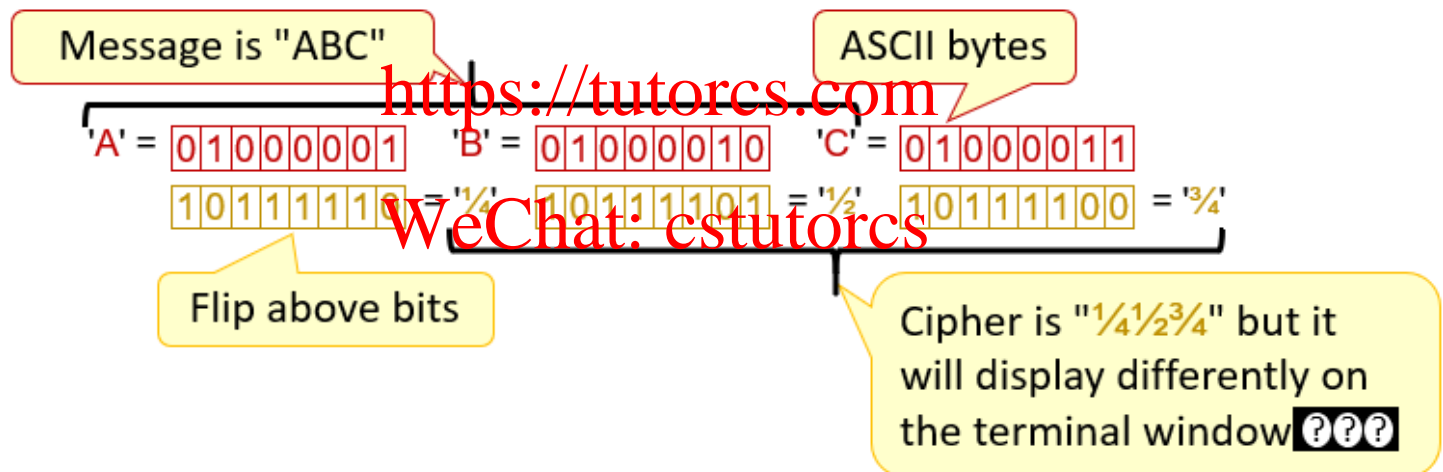 Message is "ABC"
ASCII bytes
https://tutorcs.com
'A' = 01000001 'B' = 01000010 'C' = 01000011
10111110 = '¼' 10111101 = '½' 10111100 = '¾'
WeChat: cstutorcs
Flip above bits
Cipher is "¼½¾" but it
will display differently on
the terminal window ???